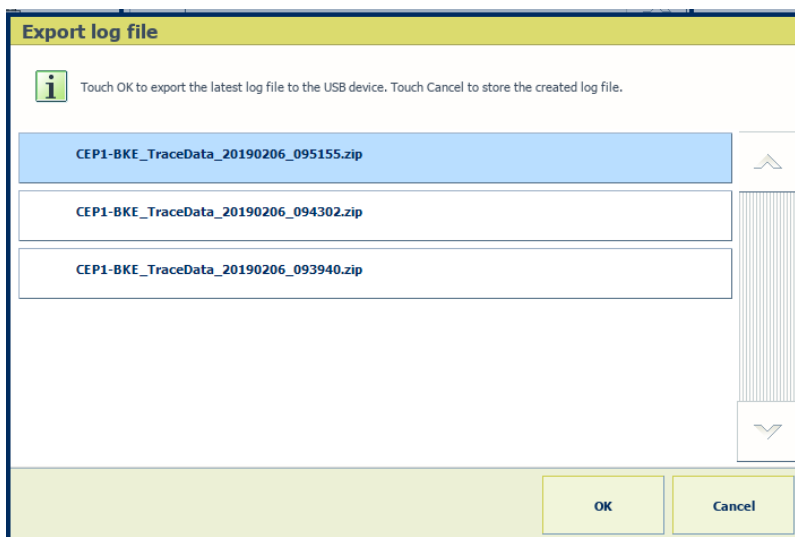 Export log file
Touch OK to export the latest log file to the USB device. Touch Cancel to store the created log file.
CEP1-BKE_TraceData_20190206_095155.zip
CEP1-BKE_TraceData_20190206_094302.zip
CEP1-BKE_TraceData_20190206_093940.zip
OK Cancel